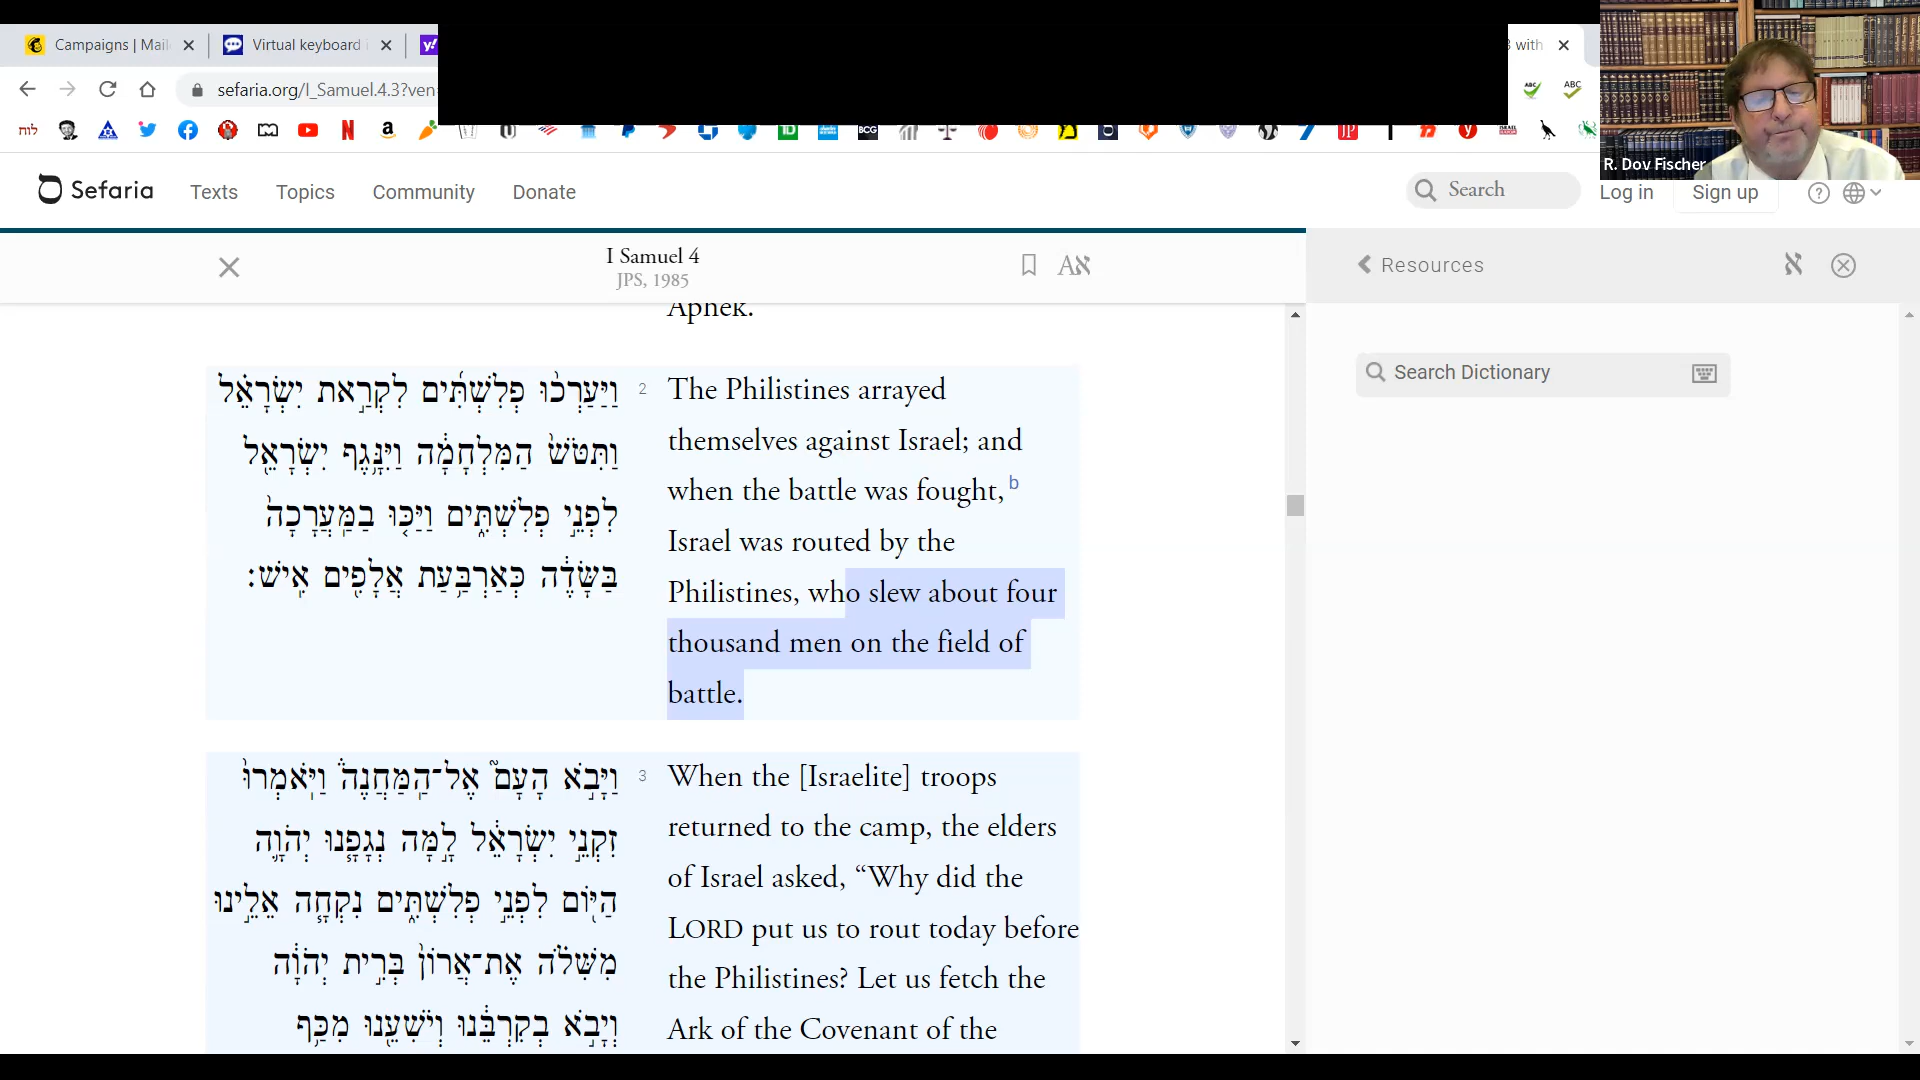 Campaigns | Mail
Virtual keyboard i
3 with
sefaria.org/I_Samuel.4.3?ven
R. Dov Fischer
Sefaria
Texts
Topics
Community
Donate
Search
Log in
Sign up
I Samuel 4
JPS, 1985
Resources
Search Dictionary
Apnek.
וַיַּעַרְכ֨וּ פְלִשְׁתִּ֜ים לִקְרַ֣את יִשְׂרָאֵ֗ל
וַתִּטֹּשׁ֙ הַמִּלְחָמָ֔ה וַיִּנָּ֥גֶף יִשְׂרָאֵ֖ל
לִפְנֵ֣י פְלִשְׁתִּ֑ים וַיַּכּ֤וּ בַמַּֽעֲרָכָה֙
בַּשָּׂדֶ֔ה כְּאַרְבַּ֥עַת אֲלָפִ֖ים אִֽישׁ׃
2
The Philistines arrayed
themselves against Israel; and
when the battle was fought, b
Israel was routed by the
Philistines, who slew about four
thousand men on the field of
battle.
וַיָּבֹ֣א הָעָם֮ אֶל־הַֽמַּחֲנֶה֒ וַיֹּֽאמְרוּ֙
זִקְנֵ֣י יִשְׂרָאֵ֔ל לָ֣מָּה נְגָפָ֧נוּ יְהֹוָ֛ה
הַיּ֖וֹם לִפְנֵ֣י פְלִשְׁתִּ֑ים נִקְחָ֧ה אֵלֵ֣ינוּ
מִשִּׁלֹ֗ה אֶת־אֲרוֹן֙ בְּרִ֣ית יְהֹוָ֔ה
וְיָבֹ֣א בְקִרְבֵּ֔נוּ וְיֹשִׁעֵ֖נוּ מִכַּ֥ף
3
When the [Israelite] troops
returned to the camp, the elders
of Israel asked, “Why did the
LORD put us to rout today before
the Philistines? Let us fetch the
Ark of the Covenant of the